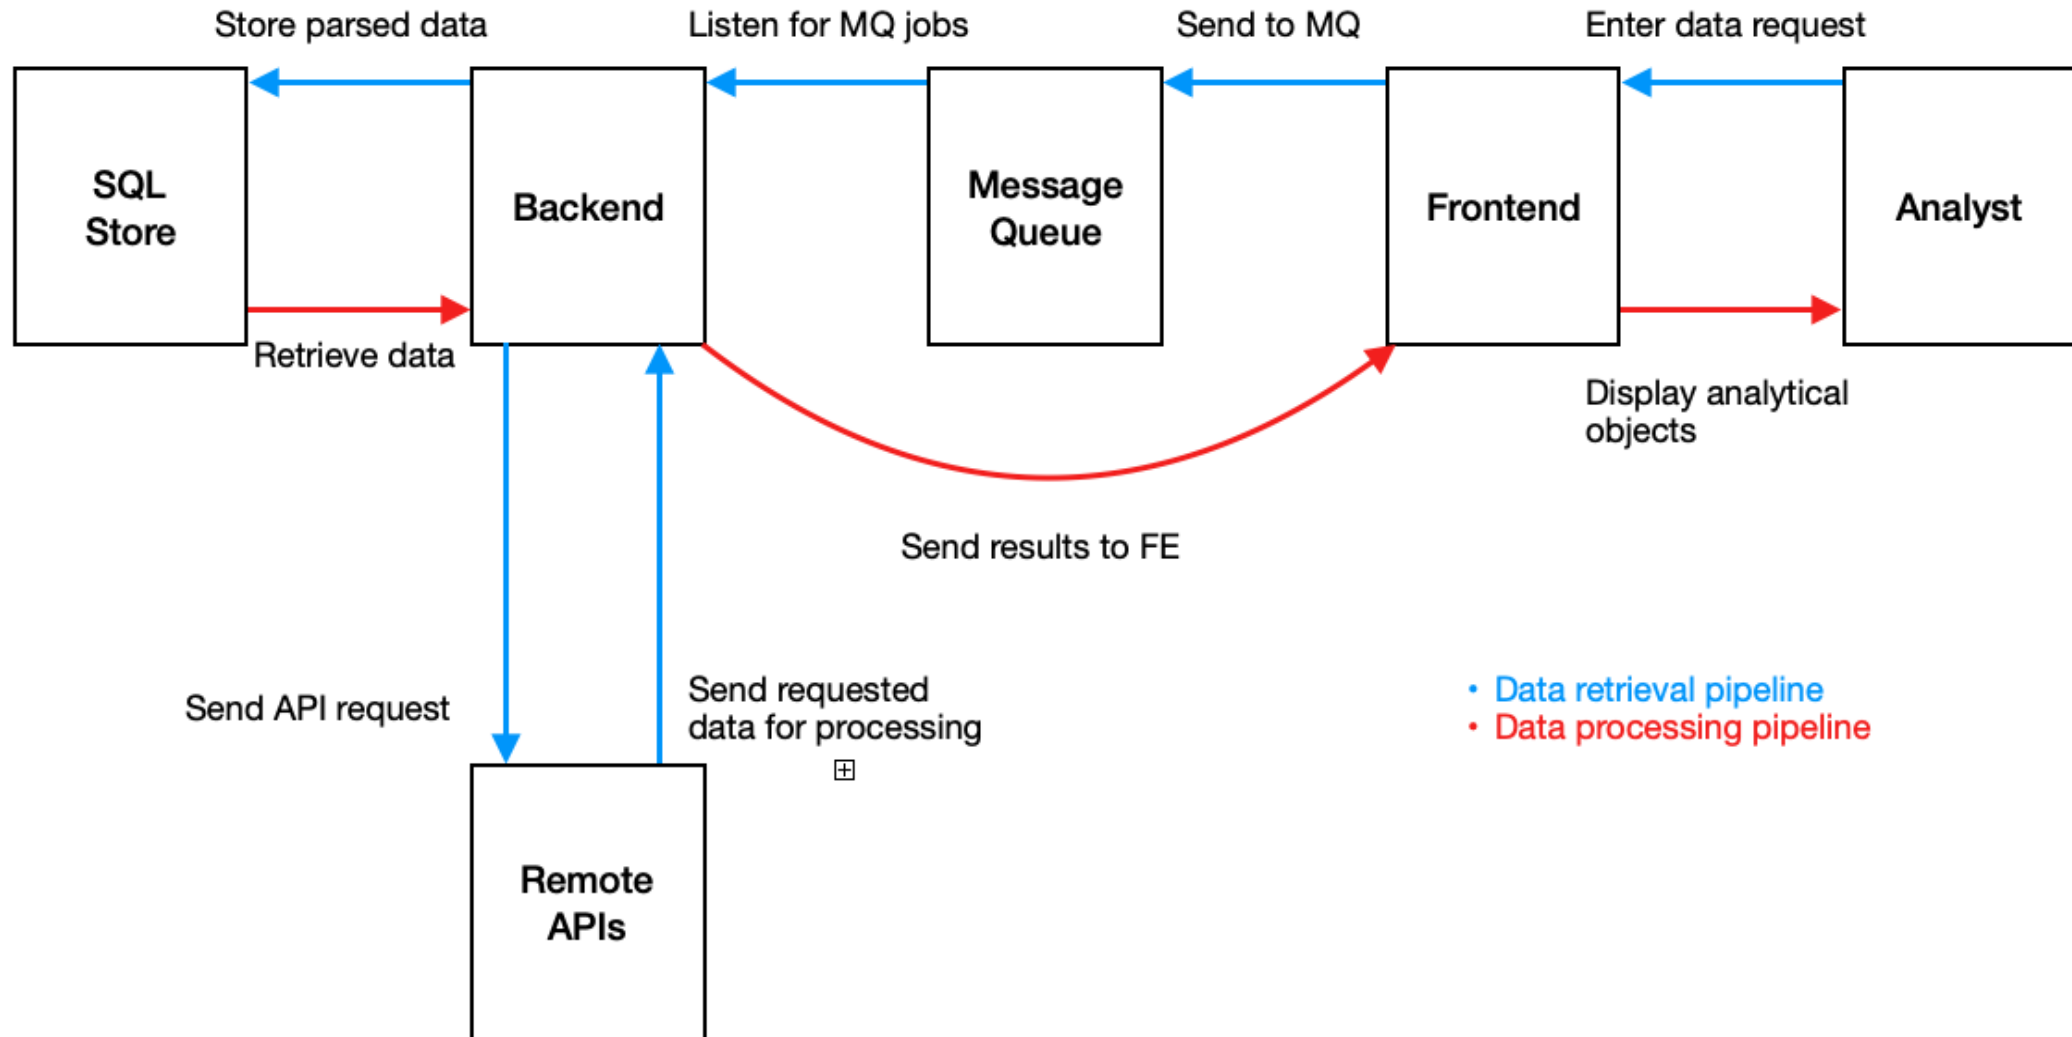 Store parsed data
Listen for MQ jobs
Send to MQ
Enter data request
SQL
Store
Backend
Message
Queue
Frontend
Analyst
Retrieve data
Display analytical
objects
Send results to FE
Send API request
Send requested
data for processing
• Data retrieval pipeline
• Data processing pipeline
Remote
APIs